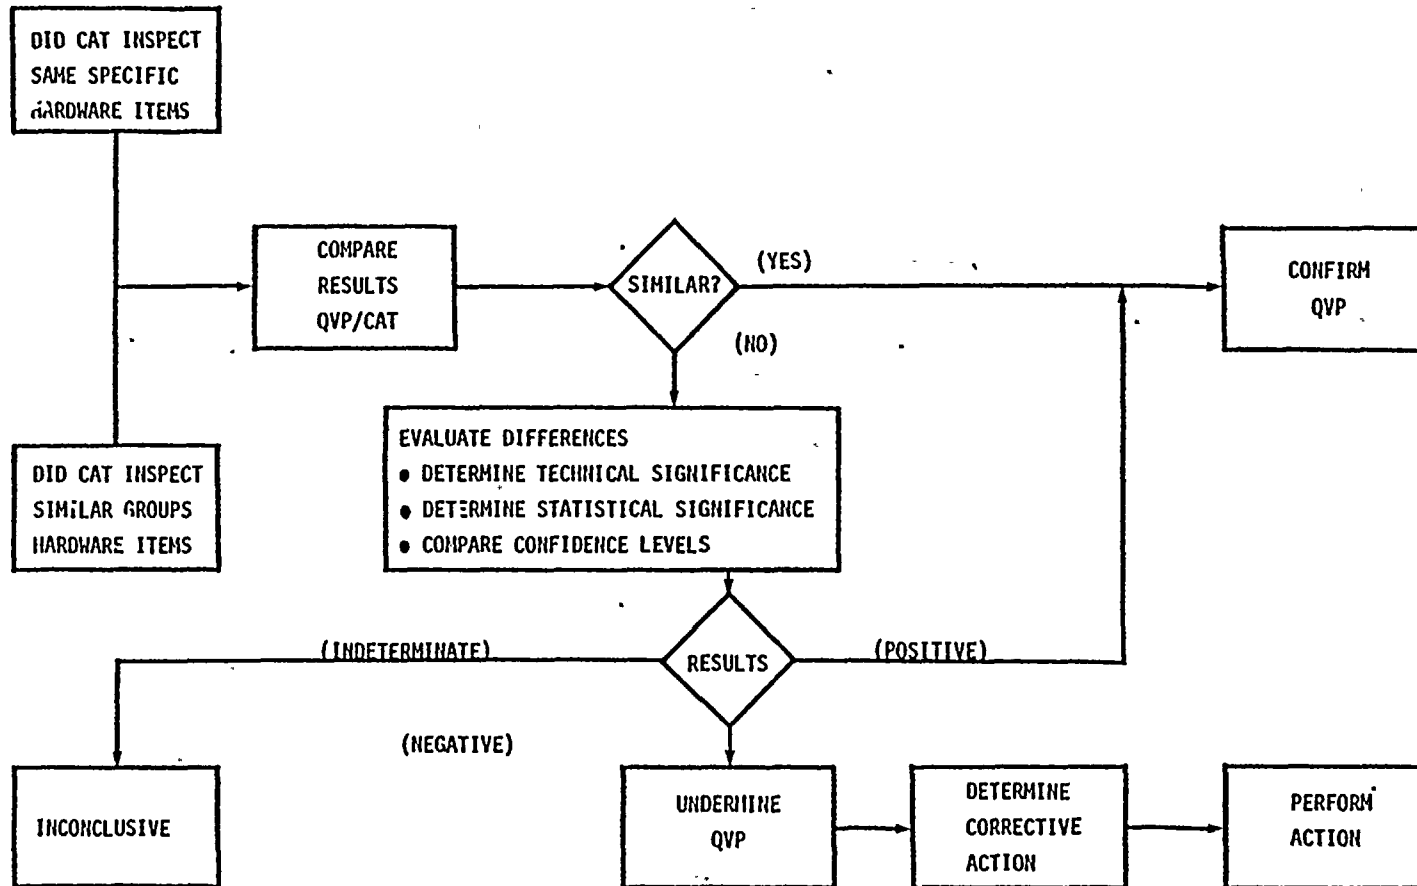 DID CAT INSPECT
SAME SPECIFIC
HARDWARE ITEMS
COMPARE
RESULTS
QVP/CAT
SIMILAR?
(YES)
(NO)
CONFIRM
QVP
DID CAT INSPECT
SIMILAR GROUPS
HARDWARE ITEMS
EVALUATE DIFFERENCES
• DETERMINE TECHNICAL SIGNIFICANCE
• DETERMINE STATISTICAL SIGNIFICANCE
• COMPARE CONFIDENCE LEVELS
(INDETERMINATE)
RESULTS
(POSITIVE)
(NEGATIVE)
INCONCLUSIVE
UNDERMINE
QVP
DETERMINE
CORRECTIVE
ACTION
PERFORM
ACTION